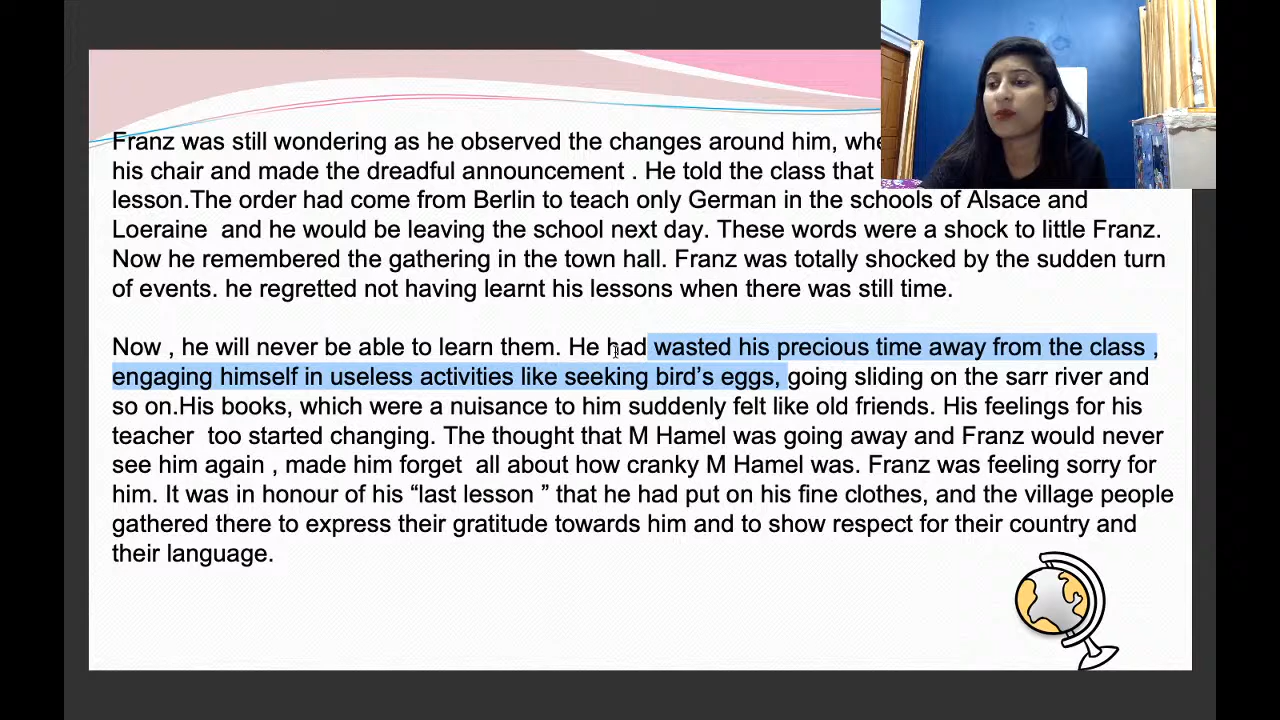 Franz was still wondering as he observed the changes around him,
his chair and made the dreadful announcement . He told the class that
lesson.The order had come from Berlin to teach only German in the schools of Alsace and
Loeraine and he would be leaving the school next day. These words were a shock to little Franz.
Now he remembered the gathering in the town hall. Franz was totally shocked by the sudden turn
of events. he regretted not having learnt his lessons when there was still time.
Now , he will never be able to learn them. He had wasted his precious time away from the class ,
engaging himself in useless activities like seeking bird’s eggs, going sliding on the sarr river and
so on.His books, which were a nuisance to him suddenly felt like old friends. His feelings for his
teacher too started changing. The thought that M Hamel was going away and Franz would never
see him again , made him forget all about how cranky M Hamel was. Franz was feeling sorry for
him. It was in honour of his “last lesson ” that he had put on his fine clothes, and the village people
gathered there to express their gratitude towards him and to show respect for their country and
their language.